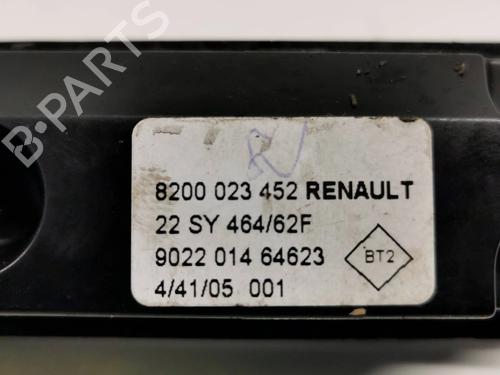 B-PARTS
8200 023 452 RENAULT
22 SY 464/62F
9022 014 64623
BT2
4/41/05 001